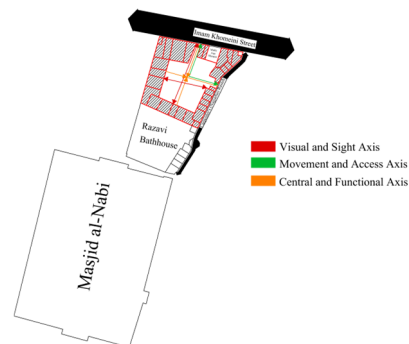 Imam Khomeini Street
Razavi
Bathhouse
Masjid al-Nabi
Visual and Sight Axis
Movement and Access Axis
Central and Functional Axis